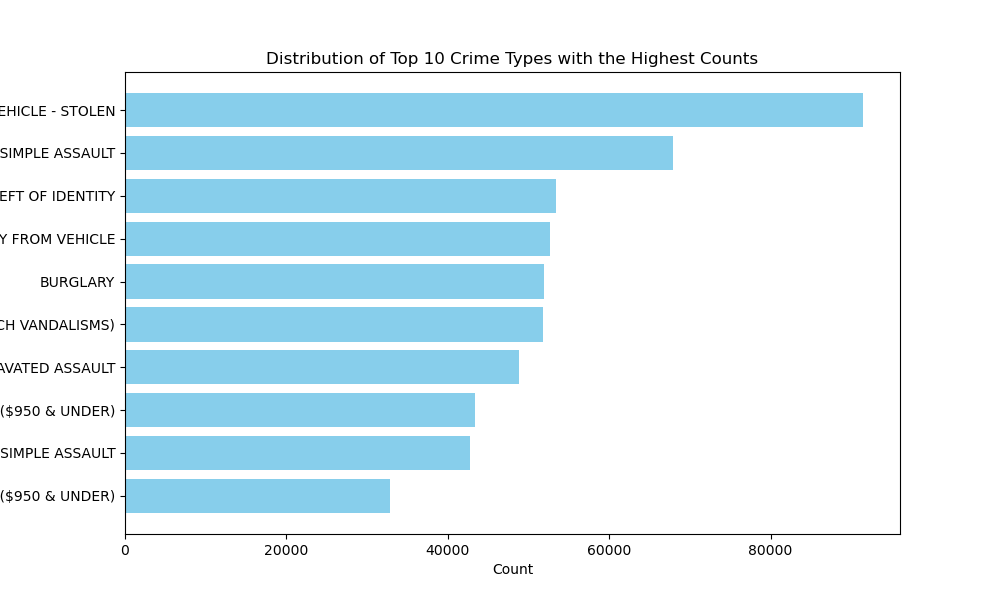 Distribution of Top 10 Crime Types with the Highest Counts
EHICLE - STOLEN
SIMPLE ASSAULT
EFT OF IDENTITY
Y FROM VEHICLE
BURGLARY
CH VANDALISMS)
AVATED ASSAULT
($950 & UNDER)
SIMPLE ASSAULT
($950 & UNDER)
0 20000 40000 60000 80000
Count